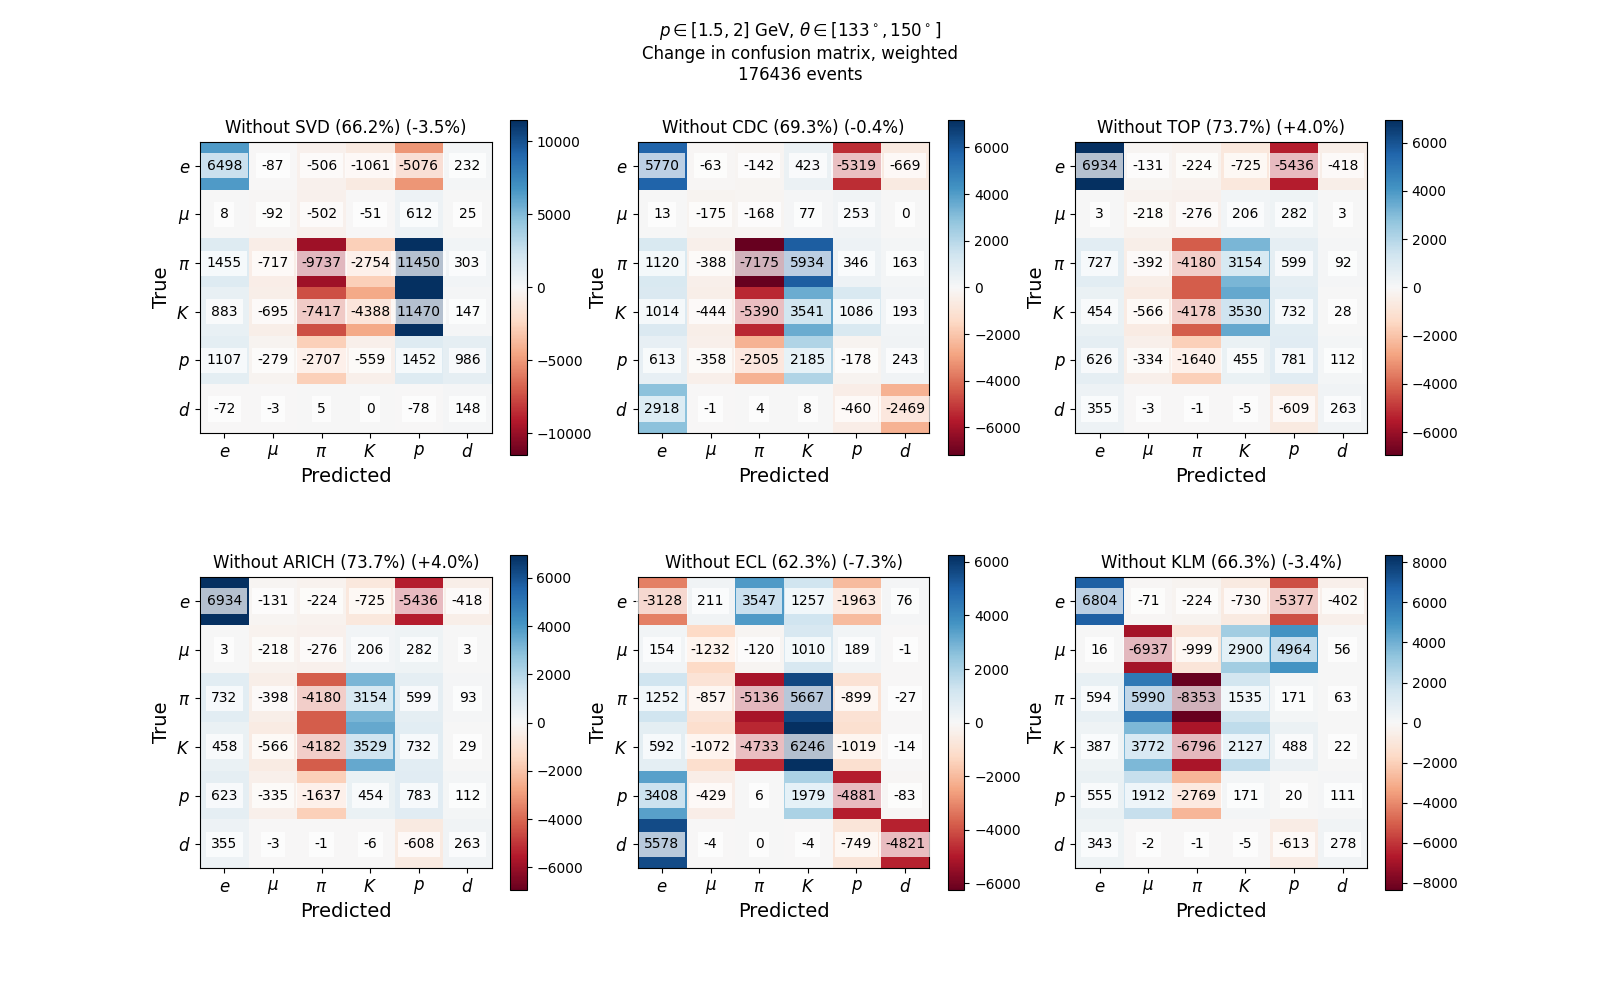 p ∈ [1.5, 2] GeV, θ ∈ [133°, 150°]
Change in confusion matrix, weighted
176436 events
Without SVD (66.2%) (-3.5%)
True
e 6498 -87 -506 -1061 -5076 232
μ 8 -92 -502 -51 612 25
π 1455 -717 -9737 -2754 11450 303
K 883 -695 -7417 -4388 11470 147
p 1107 -279 -2707 -559 1452 986
d -72 -3 5 0 -78 148
e μ π K p d
Predicted
10000
5000
0
−5000
−10000
Without CDC (69.3%) (-0.4%)
True
5770 -63 -142 423 -5319 -669
13 -175 -168 77 253 0
1120 -388 -7175 5934 346 163
1014 -444 -5390 3541 1086 193
613 -358 -2505 2185 -178 243
2918 -1 4 8 -460 -2469
e μ π K p d
Predicted
6000
4000
2000
0
−2000
−4000
−6000
Without TOP (73.7%) (+4.0%)
True
e 6934 -131 -224 -725 -5436 -418
μ 3 -218 -276 206 282 3
π 727 -392 -4180 3154 599 92
K 454 -566 -4178 3530 732 28
p 626 -334 -1640 455 781 112
d 355 -3 -1 -5 -609 263
e μ π K p d
Predicted
6000
4000
2000
0
−2000
−4000
−6000
Without ARICH (73.7%) (+4.0%)
True
e 6934 -131 -224 -725 -5436 -418
μ 3 -218 -276 206 282 3
π 732 -398 -4180 3154 599 93
K 458 -566 -4182 3529 732 29
p 623 -335 -1637 454 783 112
d 355 -3 -1 -6 -608 263
e μ π K p d
Predicted
6000
4000
2000
0
−2000
−4000
−6000
Without ECL (62.3%) (-7.3%)
True
e -3128 211 3547 1257 -1963 76
μ 154 -1232 -120 1010 189 -1
π 1252 -857 -5136 5667 -899 -27
K 592 -1072 -4733 6246 -1019 -14
p 3408 -429 6 1979 -4881 -83
d 5578 -4 0 -4 -749 -4821
e μ π K p d
Predicted
6000
4000
2000
0
−2000
−4000
−6000
Without KLM (66.3%) (-3.4%)
True
e 6804 -71 -224 -730 -5377 -402
μ 16 -6937 -999 2900 4964 56
π 594 5990 -8353 1535 171 63
K 387 3772 -6796 2127 488 22
p 555 1912 -2769 171 20 111
d 343 -2 -1 -5 -613 278
e μ π K p d
Predicted
8000
6000
4000
2000
0
−2000
−4000
−6000
−8000